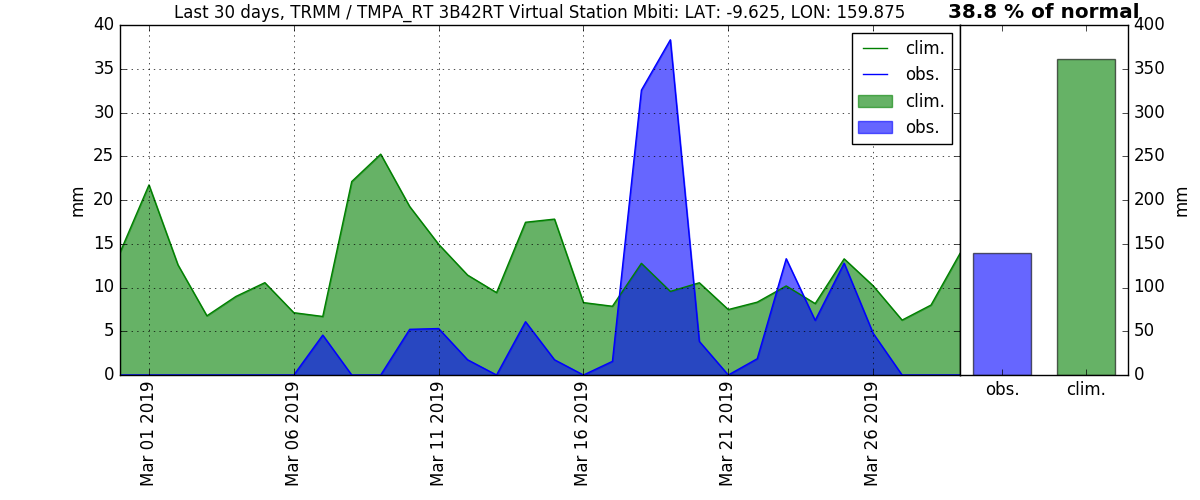 Last 30 days, TRMM / TMPA_RT 3B42RT Virtual Station Mbiti: LAT: -9.625, LON: 159.875
38.8 % of normal
40
35
30
25
20
15
10
5
0
mm
clim.
obs.
clim.
obs.
Mar 01 2019
Mar 06 2019
Mar 11 2019
Mar 16 2019
Mar 21 2019
Mar 26 2019
400
350
300
250
200
150
100
50
0
mm
obs.
clim.